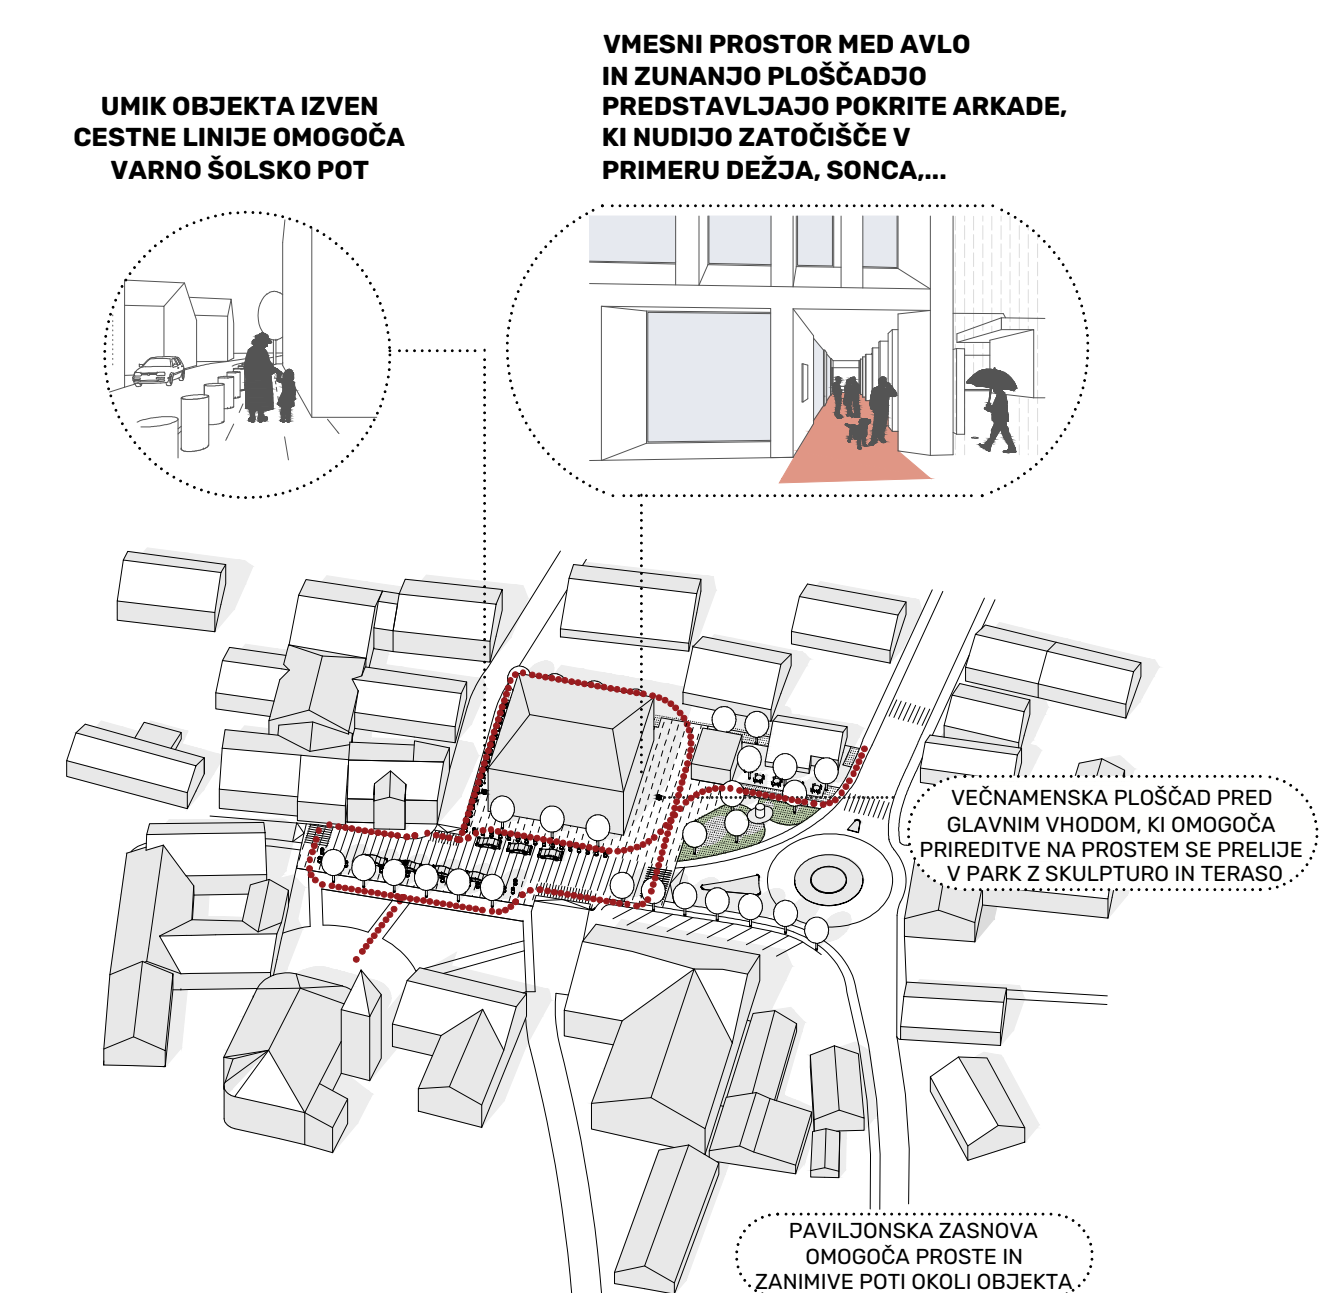 UMIK OBJEKTA IZVEN
CESTNE LINIJE OMOGOČA
VARNO ŠOLSKO POT
VMESNI PROSTOR MED AVLO
IN ZUNANJO PLOŠČADJO
PREDSTAVLJAJO POKRITE ARKADE,
KI NUDIJO ZATOČIŠČE V
PRIMERU DEŽJA, SONCA,...
VEČNAMENSKA PLOŠČAD PRED
GLAVNIM VHODOM, KI OMOGOČA
PRIREDITVE NA PROSTEM SE PRELIJE
V PARK Z SKULPTURO IN TERASO
PAVILJONSKA ZASNOVA
OMOGOČA PROSTE IN
ZANIMIVE POTI OKOLI OBJEKTA